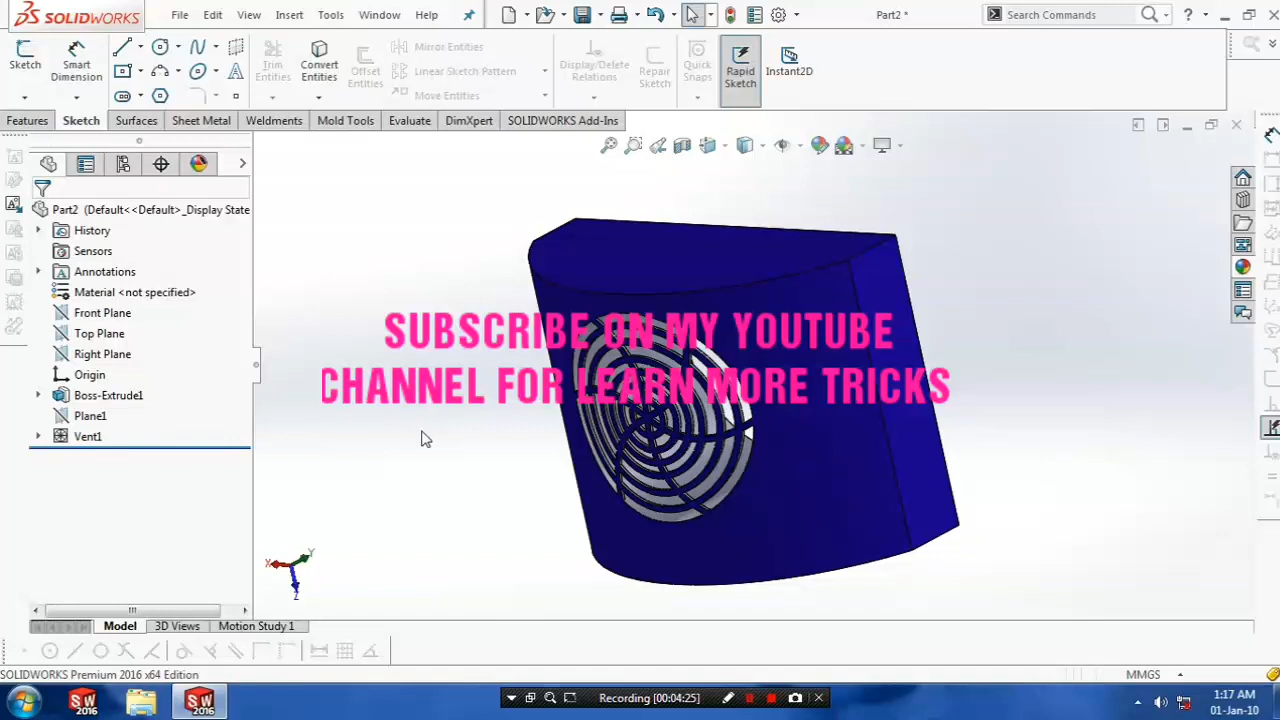 SOLIDWORKS
File Edit View Insert Tools Window Help
Part2 *
Search Commands
Sketch
Smart Dimension
Trim Entities
Convert Entities
Offset Entities
Mirror Entities
Linear Sketch Pattern
Move Entities
Display/Delete Relations
Repair Sketch
Quick Snaps
Rapid Sketch
Instant2D
Features Sketch Surfaces Sheet Metal Weldments Mold Tools Evaluate DimXpert SOLIDWORKS Add-Ins
Part2 (Default<<Default>_Display State
History
Sensors
Annotations
Material <not specified>
Front Plane
Top Plane
Right Plane
Origin
Boss-Extrude1
Plane1
Vent1
SUBSCRIBE ON MY YOUTUBE
CHANNEL FOR LEARN MORE TRICKS
X Y
Z
Model 3D Views Motion Study 1
SOLIDWORKS Premium 2016 x64 Edition
MMGS
SW 2016
SW 2016
Recording [00:04:25]
1:17 AM
01-Jan-10